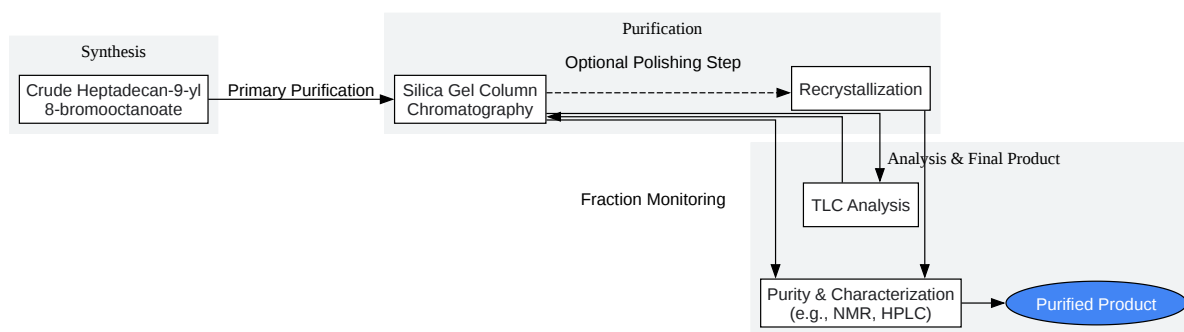 Synthesis
Crude Heptadecan-9-yl
8-bromooctanoate
Primary Purification
Purification
Optional Polishing Step
Silica Gel Column
Chromatography
Recrystallization
Analysis & Final Product
Fraction Monitoring
TLC Analysis
Purity & Characterization
(e.g., NMR, HPLC)
Purified Product